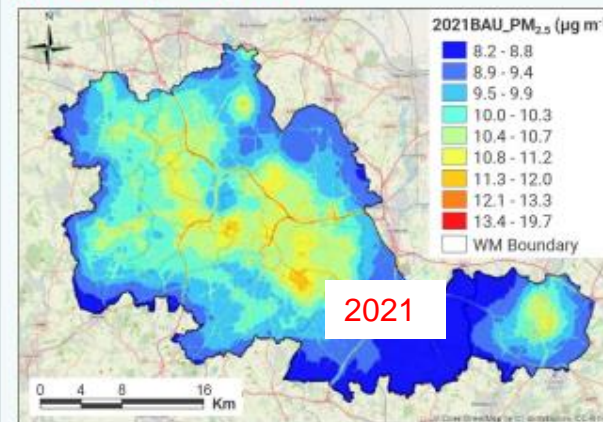 2021BAU_PM2.5 (µg m-
8.2 - 8.8
8.9 - 9.4
9.5 - 9.9
10.0 - 10.3
10.4 - 10.7
10.8 - 11.2
11.3 - 12.0
12.1 - 13.3
13.4 - 19.7
WM Boundary
N
2021
0 4 8 16
Km